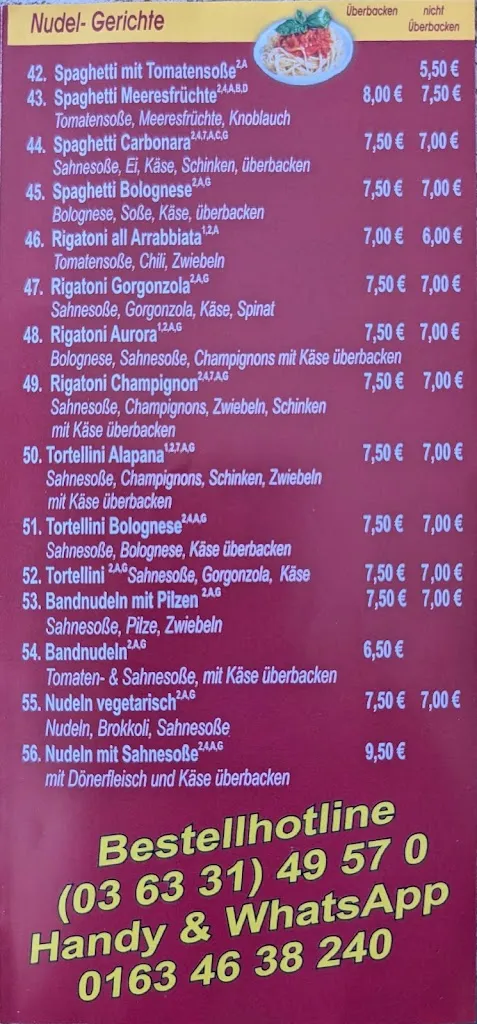 Nudel- Gerichte Überbacken nicht Überbacken
42. Spaghetti mit Tomatensoße2,A 5,50 €
43. Spaghetti Meeresfrüchte2,4,A,B,D 8,00 € 7,50 €
Tomatensoße, Meeresfrüchte, Knoblauch
44. Spaghetti Carbonara2,4,7,A,C,G 7,50 € 7,00 €
Sahnesoße, Ei, Käse, Schinken, überbacken
45. Spaghetti Bolognese2,A,G 7,50 € 7,00 €
Bolognese, Soße, Käse, überbacken
46. Rigatoni all Arrabbiata1,2,A 7,00 € 6,00 €
Tomatensoße, Chili, Zwiebeln
47. Rigatoni Gorgonzola2,A,G 7,50 € 7,00 €
Sahnesoße, Gorgonzola, Käse, Spinat
48. Rigatoni Aurora1,2,A,G 7,50 € 7,00 €
Bolognese, Sahnesoße, Champignons mit Käse überbacken
49. Rigatoni Champignon2,4,7,A,G 7,50 € 7,00 €
Sahnesoße, Champignons, Zwiebeln, Schinken
mit Käse überbacken
50. Tortellini Alapana1,2,7,A,G 7,50 € 7,00 €
Sahnesoße, Champignons, Schinken, Zwiebeln
mit Käse überbacken
51. Tortellini Bolognese2,4,A,G 7,50 € 7,00 €
Sahnesoße, Bolognese, Käse überbacken
52. Tortellini 2,A,G Sahnesoße, Gorgonzola, Käse 7,50 € 7,00 €
53. Bandnudeln mit Pilzen 2,A,G 7,50 € 7,00 €
Sahnesoße, Pilze, Zwiebeln
54. Bandnudeln2,A,G 6,50 €
Tomaten- & Sahnesoße, mit Käse überbacken
55. Nudeln vegetarisch2,A,G 7,50 € 7,00 €
Nudeln, Brokkoli, Sahnesoße
56. Nudeln mit Sahnesoße2,4,A,G 9,50 €
mit Dönerfleisch und Käse überbacken
Bestellhotline
(03 63 31) 49 57 0
Handy & WhatsApp
0163 46 38 240